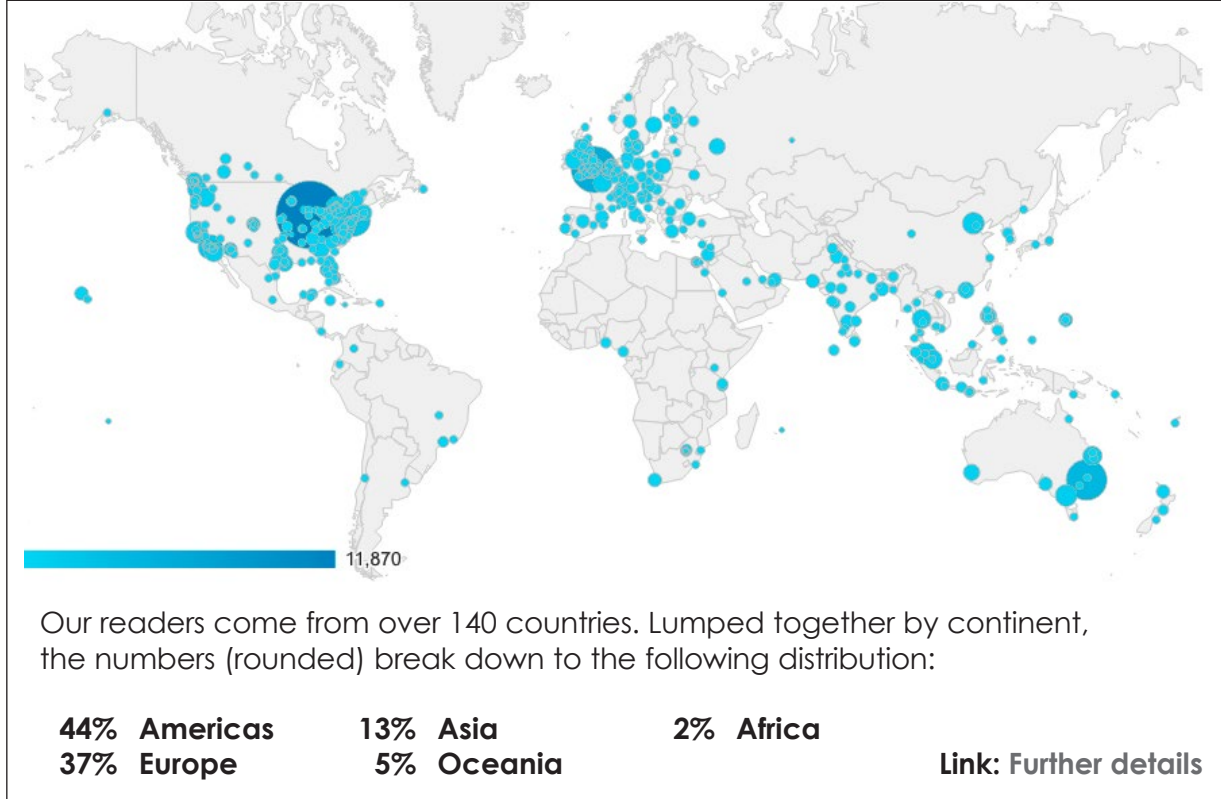 11,870
Our readers come from over 140 countries. Lumped together by continent,
the numbers (rounded) break down to the following distribution:
44% Americas 13% Asia 2% Africa
37% Europe 5% Oceania Link: Further details